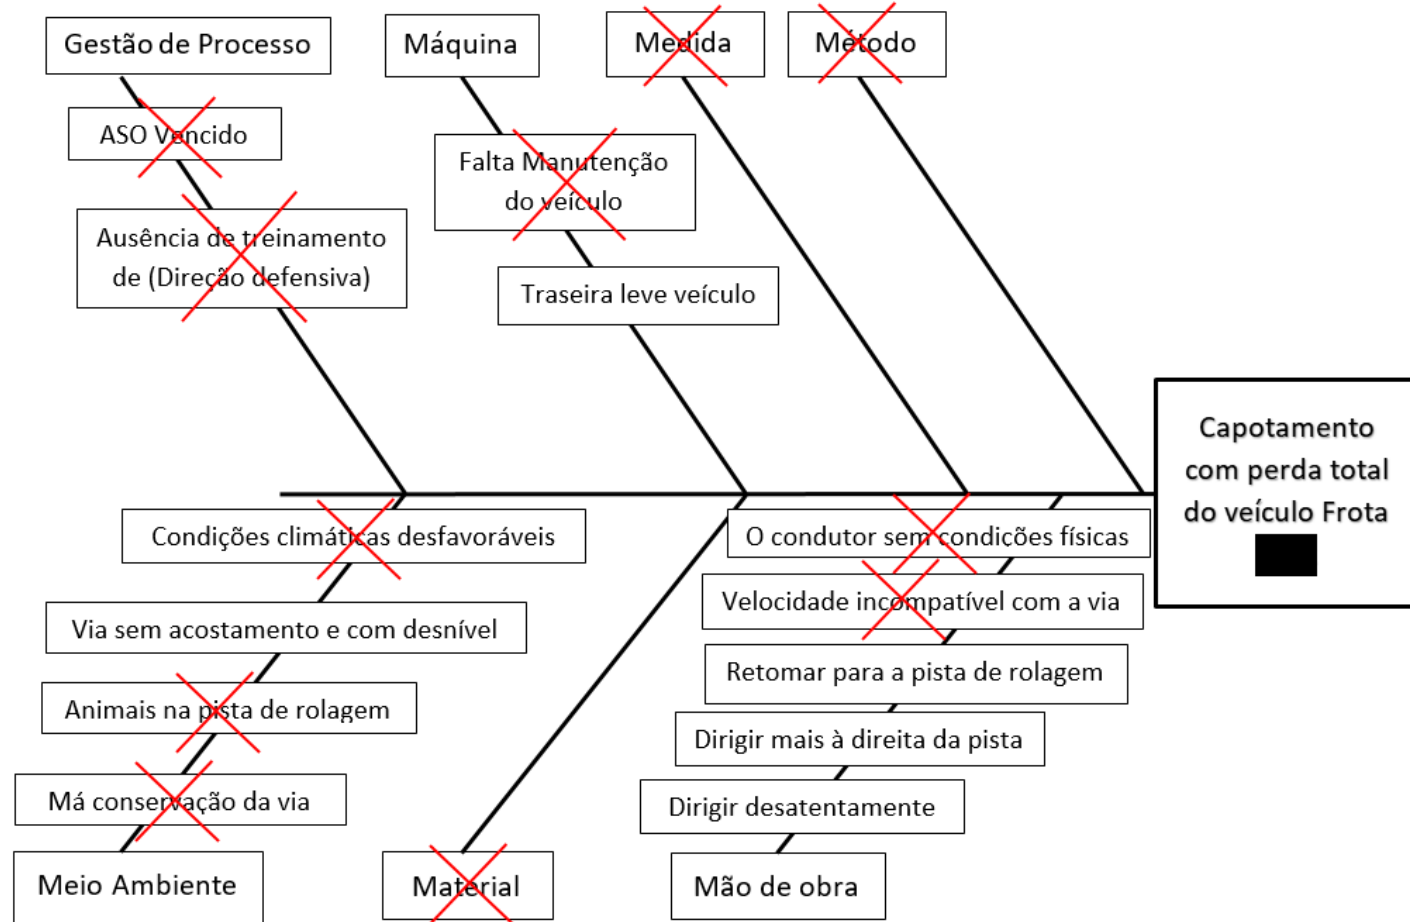 Gestão de Processo
Máquina
Medida
Método
ASO Vencido
Ausência de treinamento
de (Direção defensiva)
Falta Manutenção
do veículo
Traseira leve veículo
Capotamento
com perda total
do veículo Frota
Condições climáticas desfavoráveis
Via sem acostamento e com desnível
Animais na pista de rolagem
Má conservação da via
Meio Ambiente
Material
O condutor sem condições físicas
Velocidade incompatível com a via
Retomar para a pista de rolagem
Dirigir mais à direita da pista
Dirigir desatentamente
Mão de obra